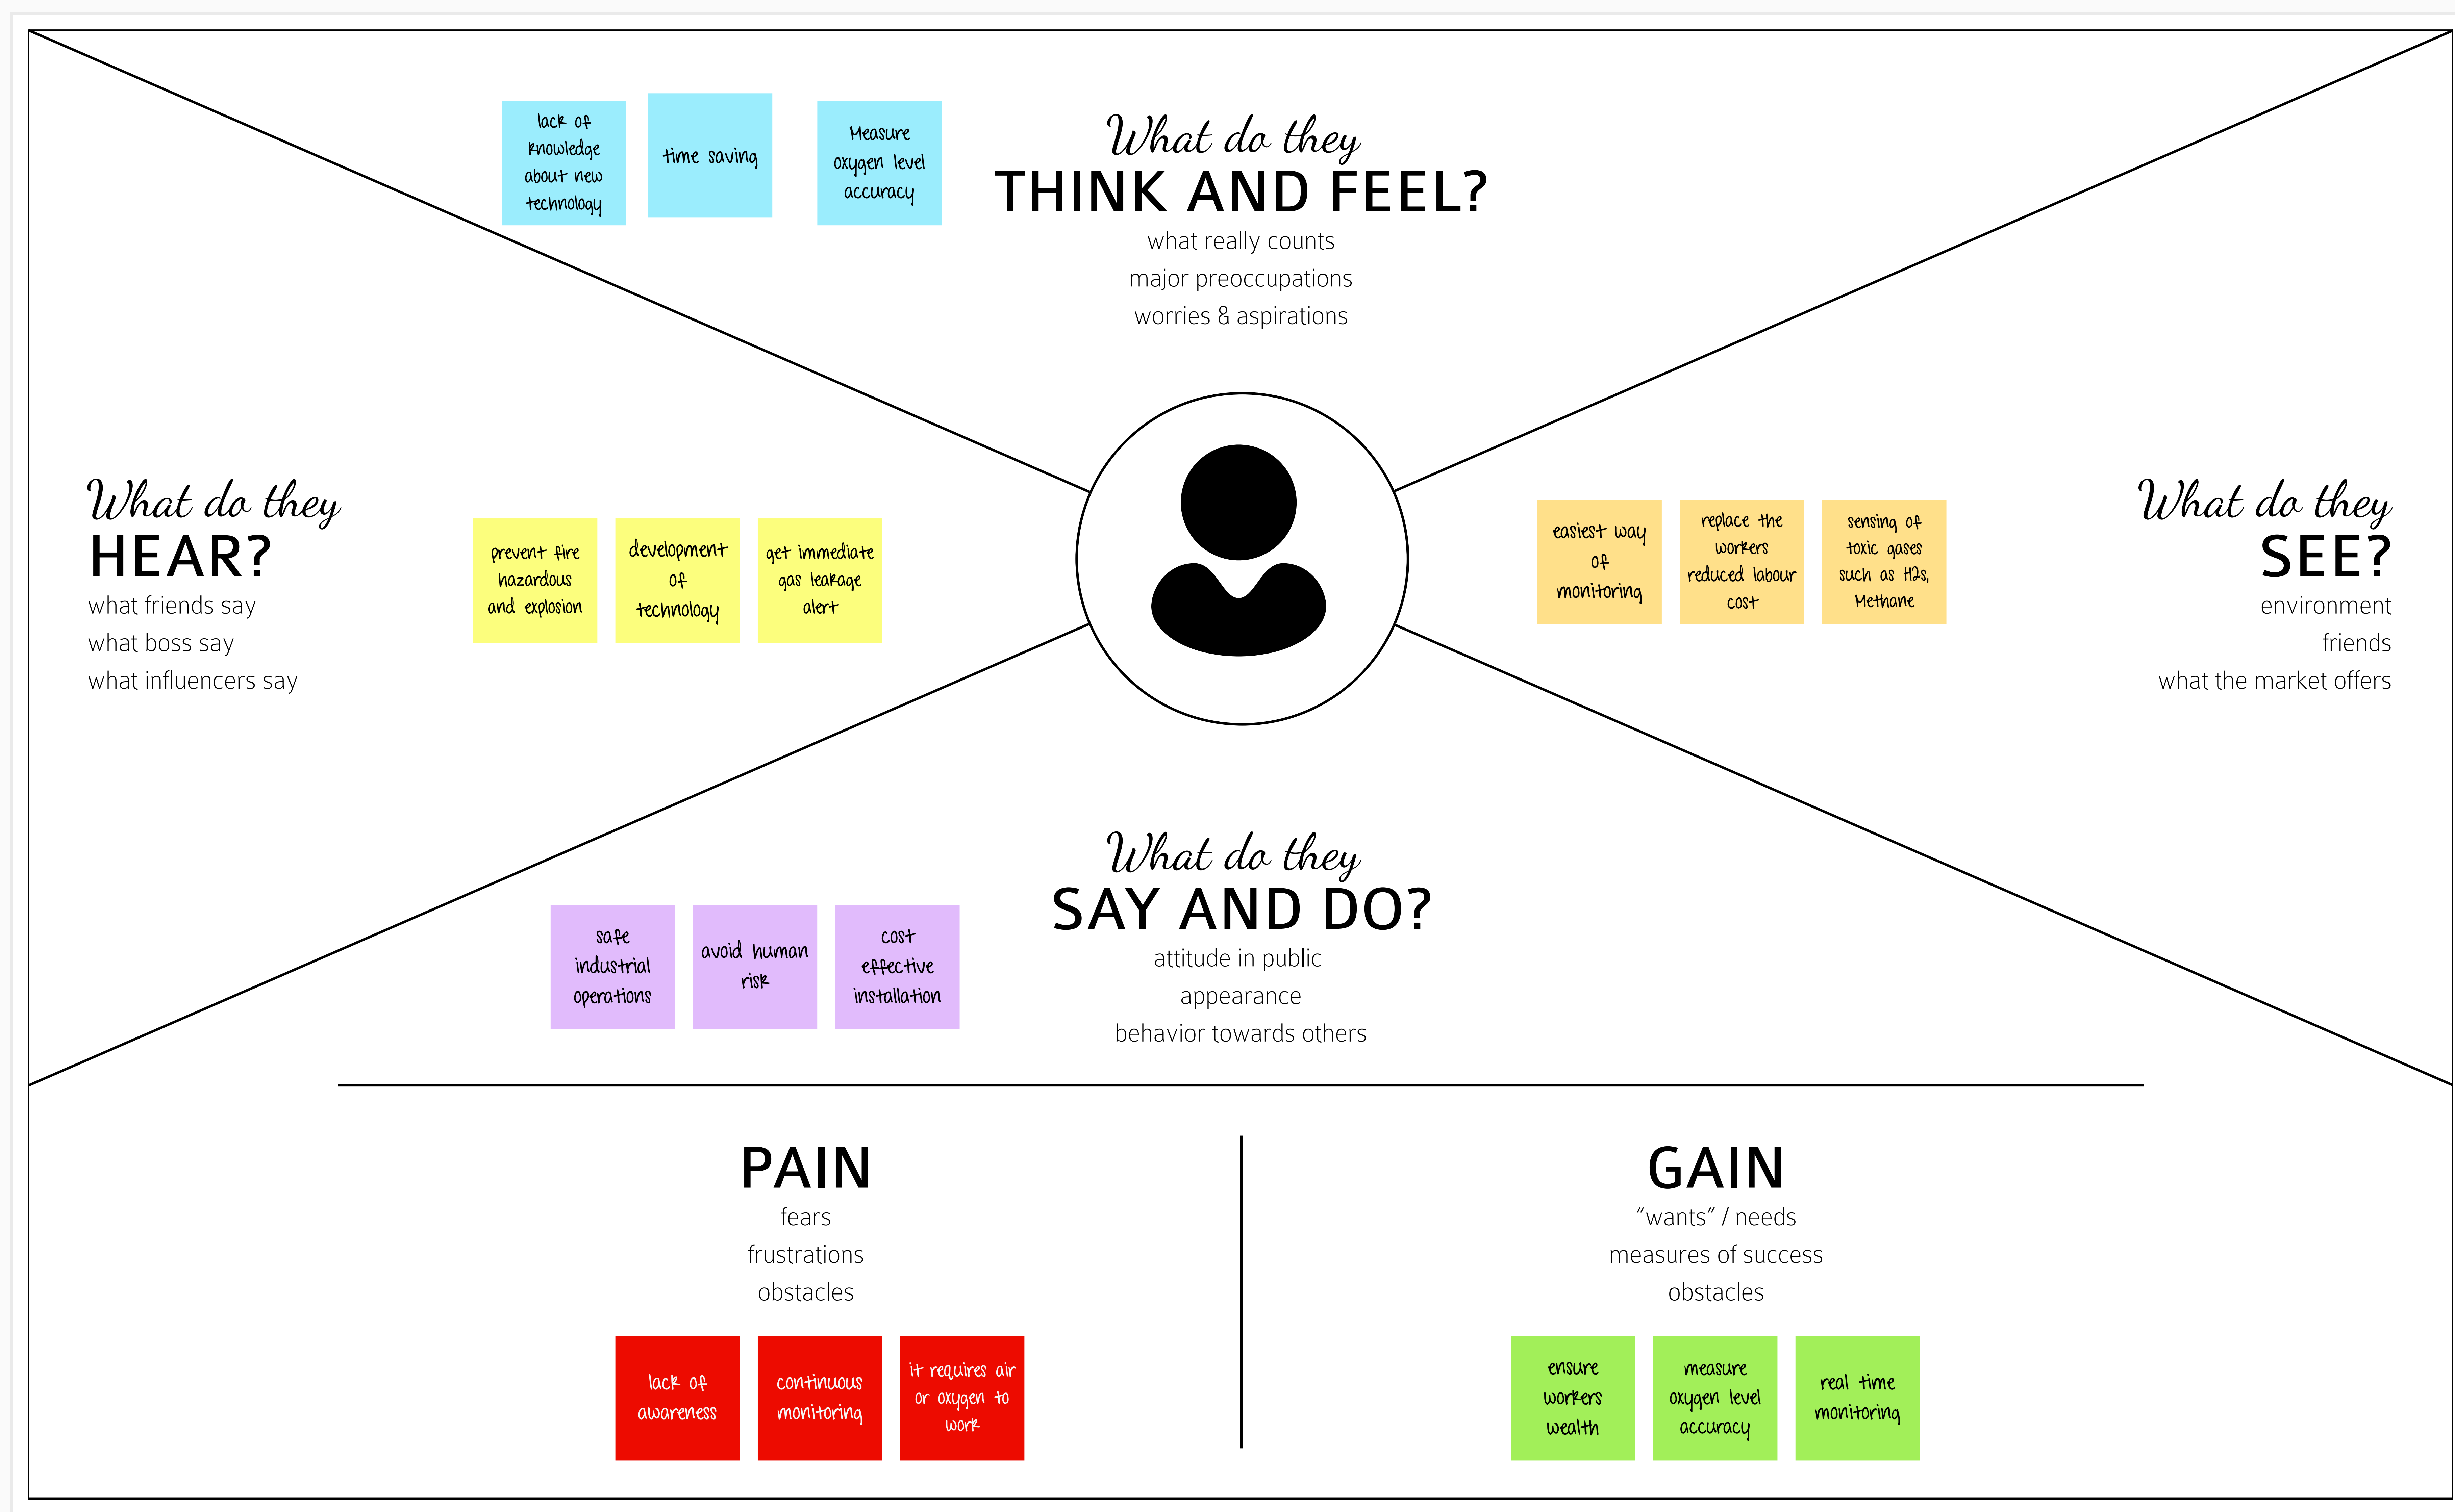 lack of
knowledge
about new
technology
time saving
Measure
oxygen level
accuracy
What do they
THINK AND FEEL?
what really counts
major preoccupations
worries & aspirations
What do they
HEAR?
what friends say
what boss say
what influencers say
prevent fire
hazardous
and explosion
development
of
technology
get immediate
gas leakage
alert
easiest way
of
monitoring
replace the
workers
reduced labour
cost
sensing of
toxic gases
such as H2s,
Methane
What do they
SEE?
environment
friends
what the market offers
safe
industrial
operations
avoid human
risk
cost
effective
installation
What do they
SAY AND DO?
attitude in public
appearance
behavior towards others
PAIN
fears
frustrations
obstacles
lack of
awareness
continuous
monitoring
it requires air
or oxygen to
work
GAIN
“wants” / needs
measures of success
obstacles
ensure
workers
wealth
measure
oxygen level
accuracy
real time
monitoring